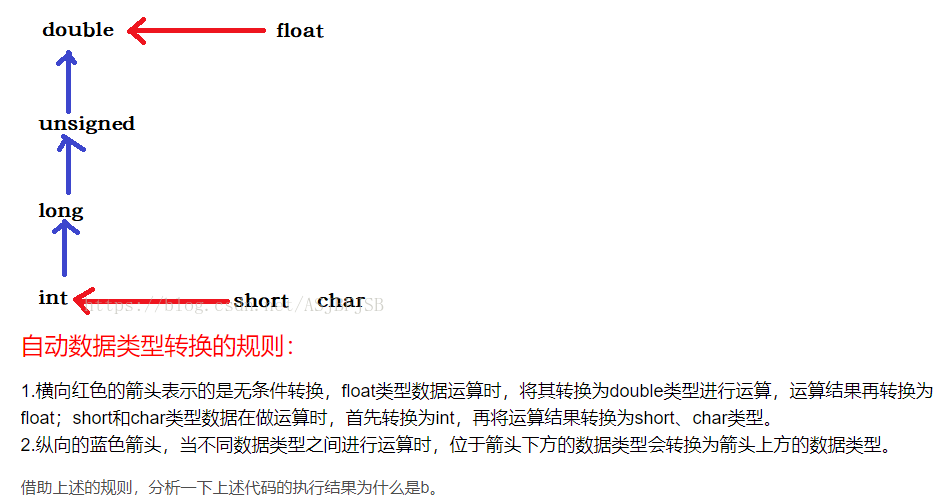 double float
unsigned
long
int short char
https://blog.csdn.net/ASJBFJSB
自动数据类型转换的规则：
1.横向红色的箭头表示的是无条件转换，float类型数据运算时，将其转换为double类型进行运算，运算结果再转换为
float；short和char类型数据在做运算时，首先转换为int，再将运算结果转换为short、char类型。
2.纵向的蓝色箭头，当不同数据类型之间进行运算时，位于箭头下方的数据类型会转换为箭头上方的数据类型。
借助上述的规则，分析一下上述代码的执行结果为什么是b。